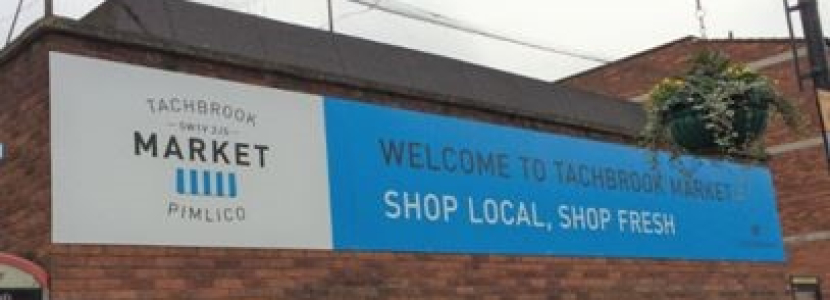 TACHBROOK
SW1V 2JS
MARKET
PIMLICO
WELCOME TO TACHBROOK MARKET
SHOP LOCAL, SHOP FRESH